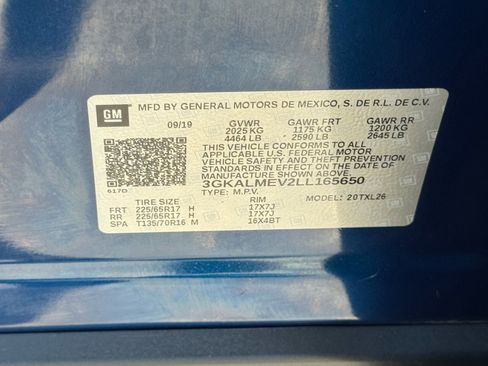 GM
MFD BY GENERAL MOTORS DE MEXICO, S. DE R.L. DE C.V.
09/19 GVWR GAWR FRT GAWR RR
2025 KG 1175 KG 1200 KG
4464 LB 2590 LB 2645 LB
THIS VEHICLE CONFORMS TO ALL
APPLICABLE U.S. FEDERAL MOTOR
VEHICLE SAFETY AND THEFT PREVENTION
STANDARDS IN EFFECT ON THE DATE OF
MANUFACTURE SHOWN ABOVE.
3GKALMEV2LL165650
617D TYPE: M.P.V. MODEL: 20TXL26
TIRE SIZE RIM
FRT 225/65R17 H 17X7J
RR 225/65R17 H 17X7J
SPA T135/70R16 M 16X4BT